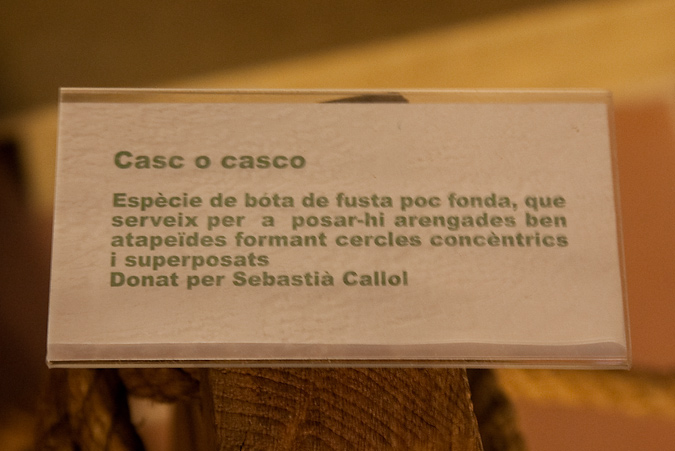 Casc o casco
Espècie de bóta de fusta poc fonda, que
serveix per a posar-hi arengades ben
atapeïdes formant cercles concèntrics
i superposats
Donat per Sebastià Callol